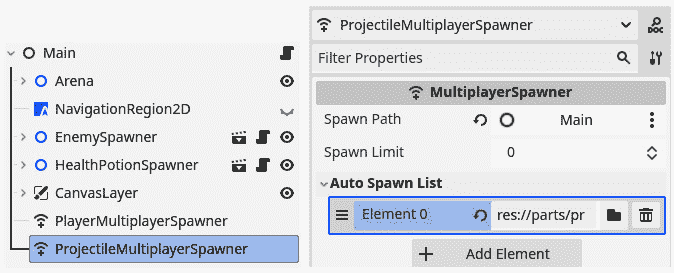 Main
Arena
NavigationRegion2D
EnemySpawner
HealthPotionSpawner
CanvasLayer
PlayerMultiplayerSpawner
ProjectileMultiplayerSpawner
ProjectileMultiplayerSpawner
DOC
Filter Properties
MultiplayerSpawner
Spawn Path Main
Spawn Limit 0
Auto Spawn List
Element 0 res://parts/pr
Add Element